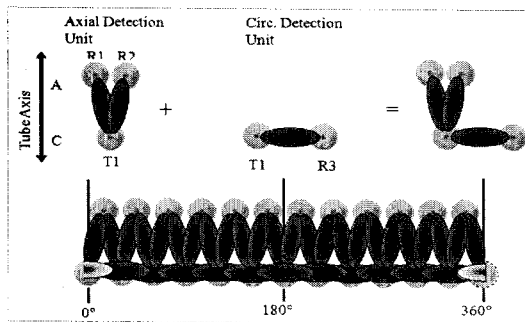 Axial Detection Unit
Circ. Detection Unit
R1 R2
A
+
=
Tube Axis
C
T1
T1 R3
0° 180° 360°